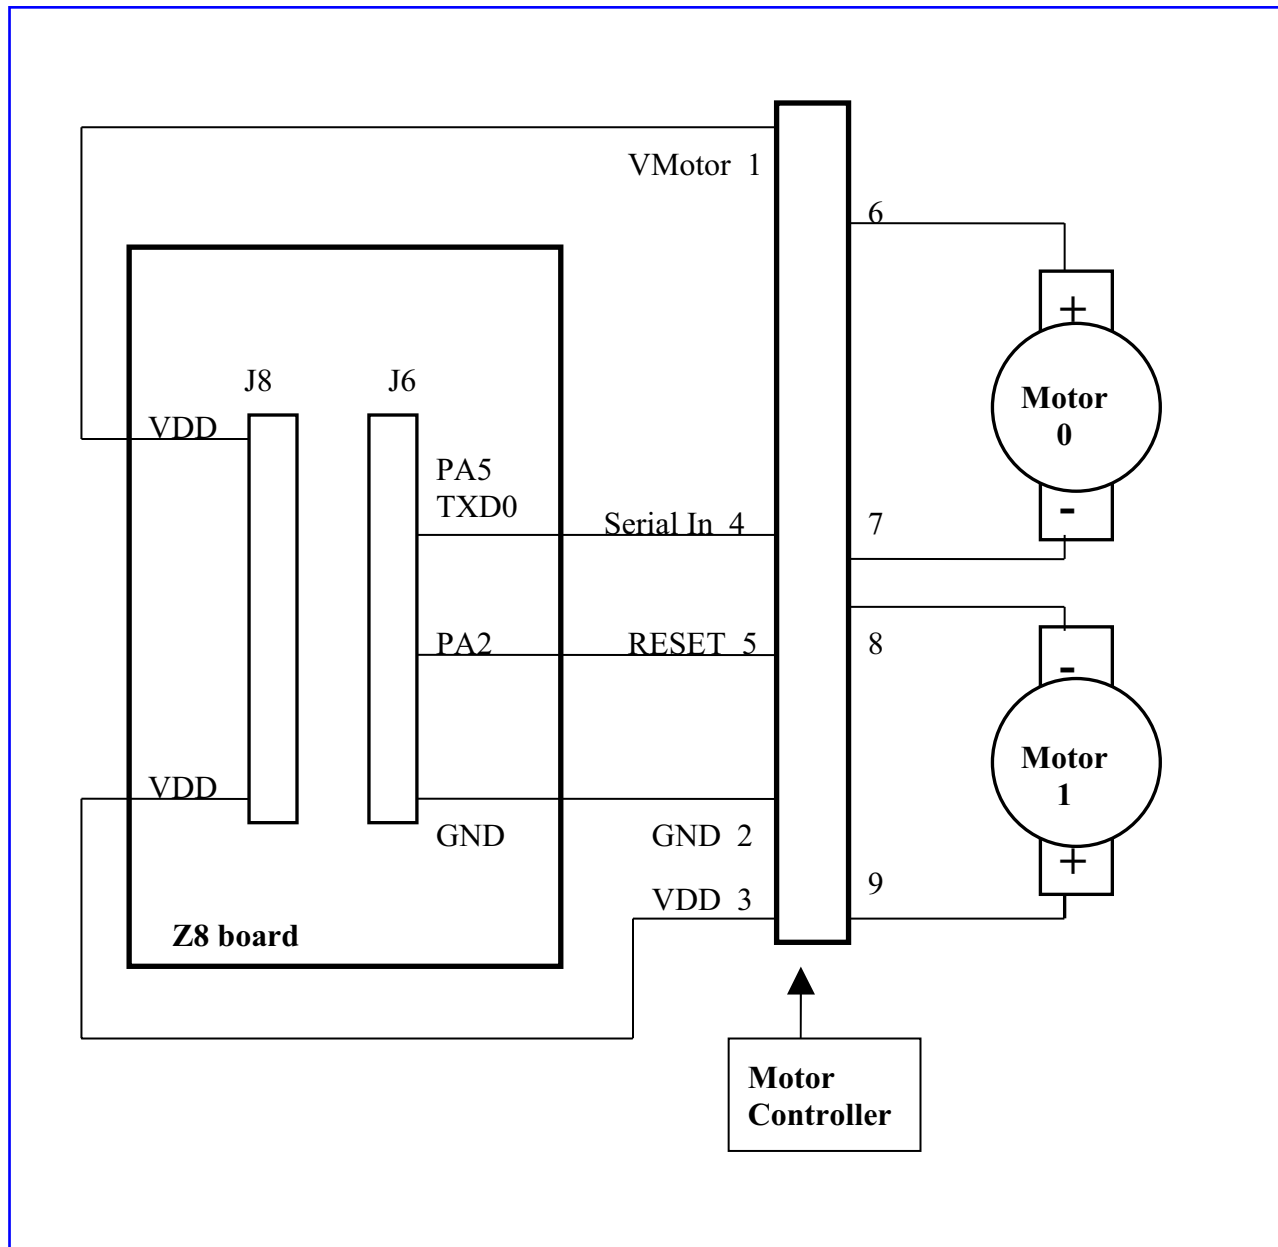 VMotor 1
6
+
Motor
0
-
7
J8
J6
VDD
PA5
TXD0
Serial In 4
PA2
RESET 5
8
-
Motor
1
+
9
VDD
GND
GND 2
VDD 3
Z8 board
Motor
Controller